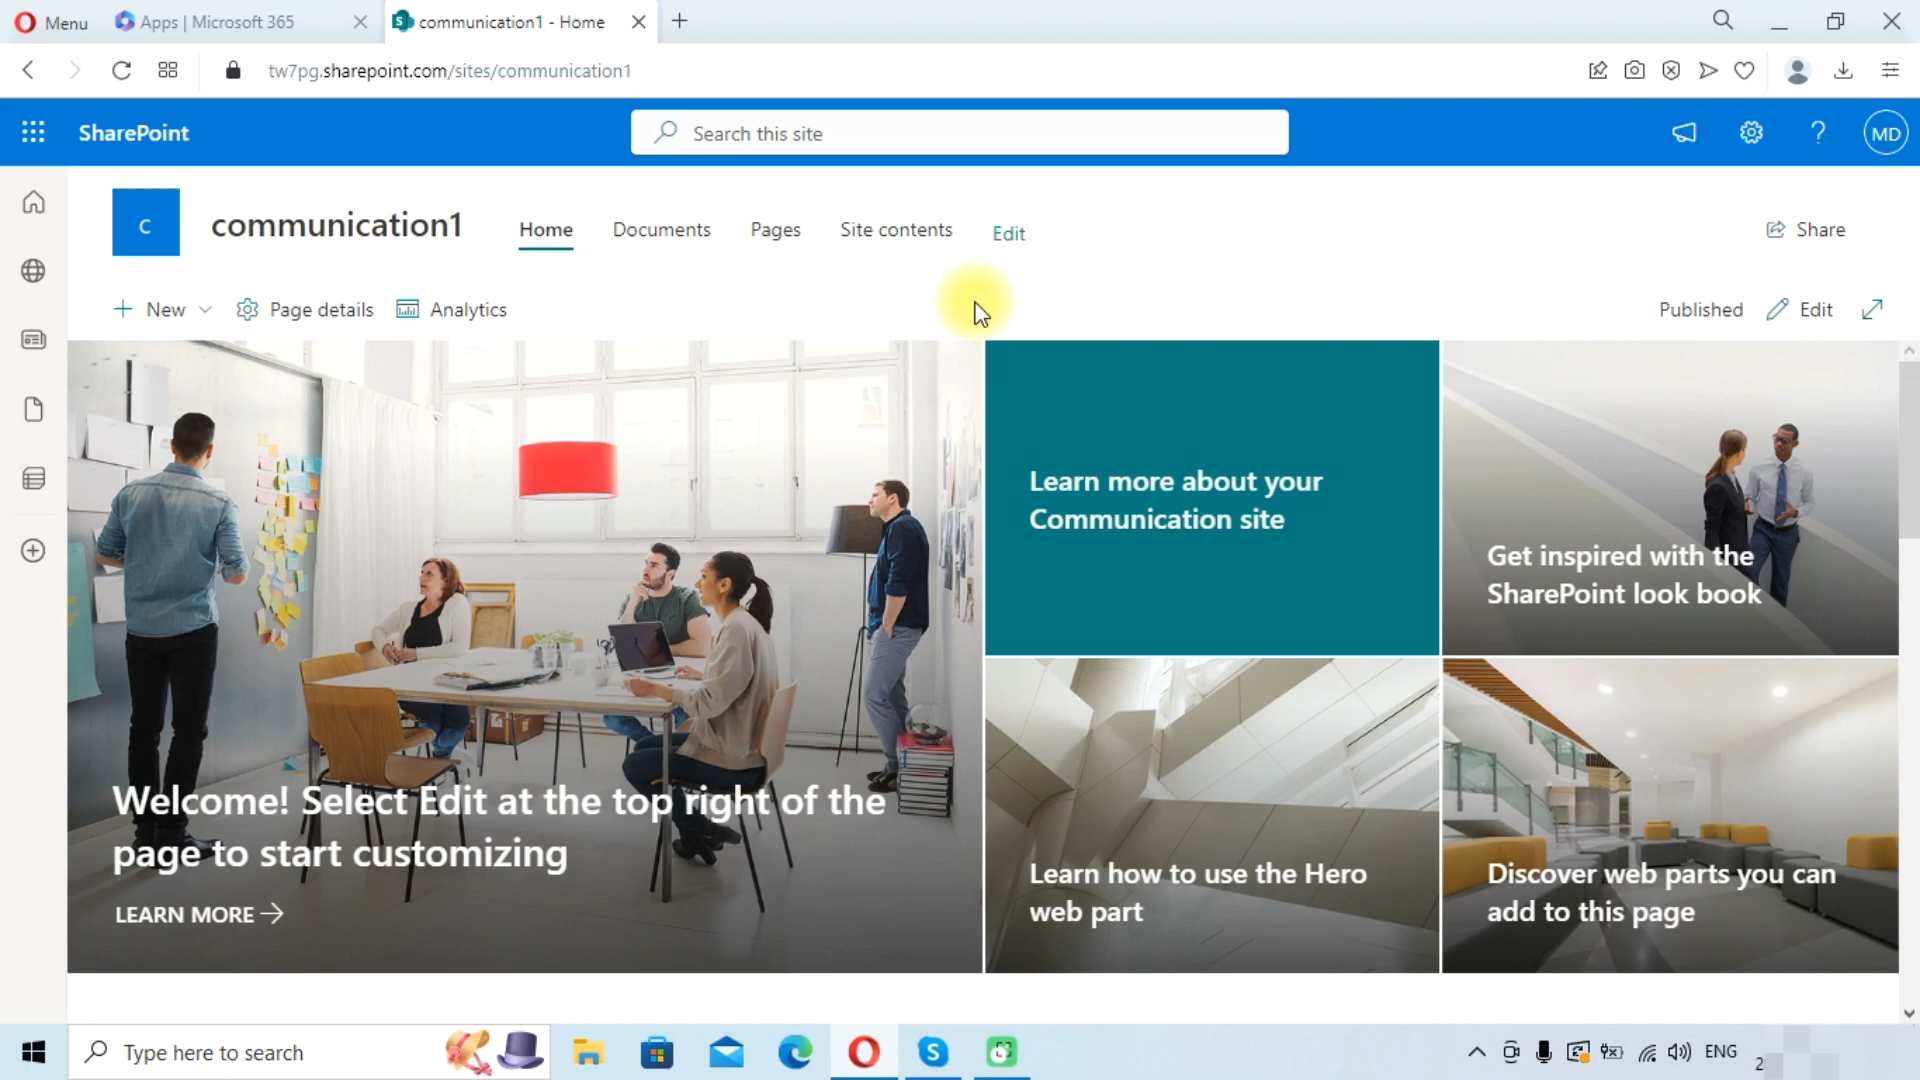 Menu
Apps | Microsoft 365
communication1 - Home
tw7pg.sharepoint.com/sites/communication1
SharePoint
Search this site
MD
C
communication1
Home
Documents
Pages
Site contents
Edit
Share
New
Page details
Analytics
Published
Edit
Welcome! Select Edit at the top right of the
page to start customizing
LEARN MORE
Learn more about your
Communication site
Get inspired with the
SharePoint look book
Learn how to use the Hero
web part
Discover web parts you can
add to this page
Type here to search
ENG